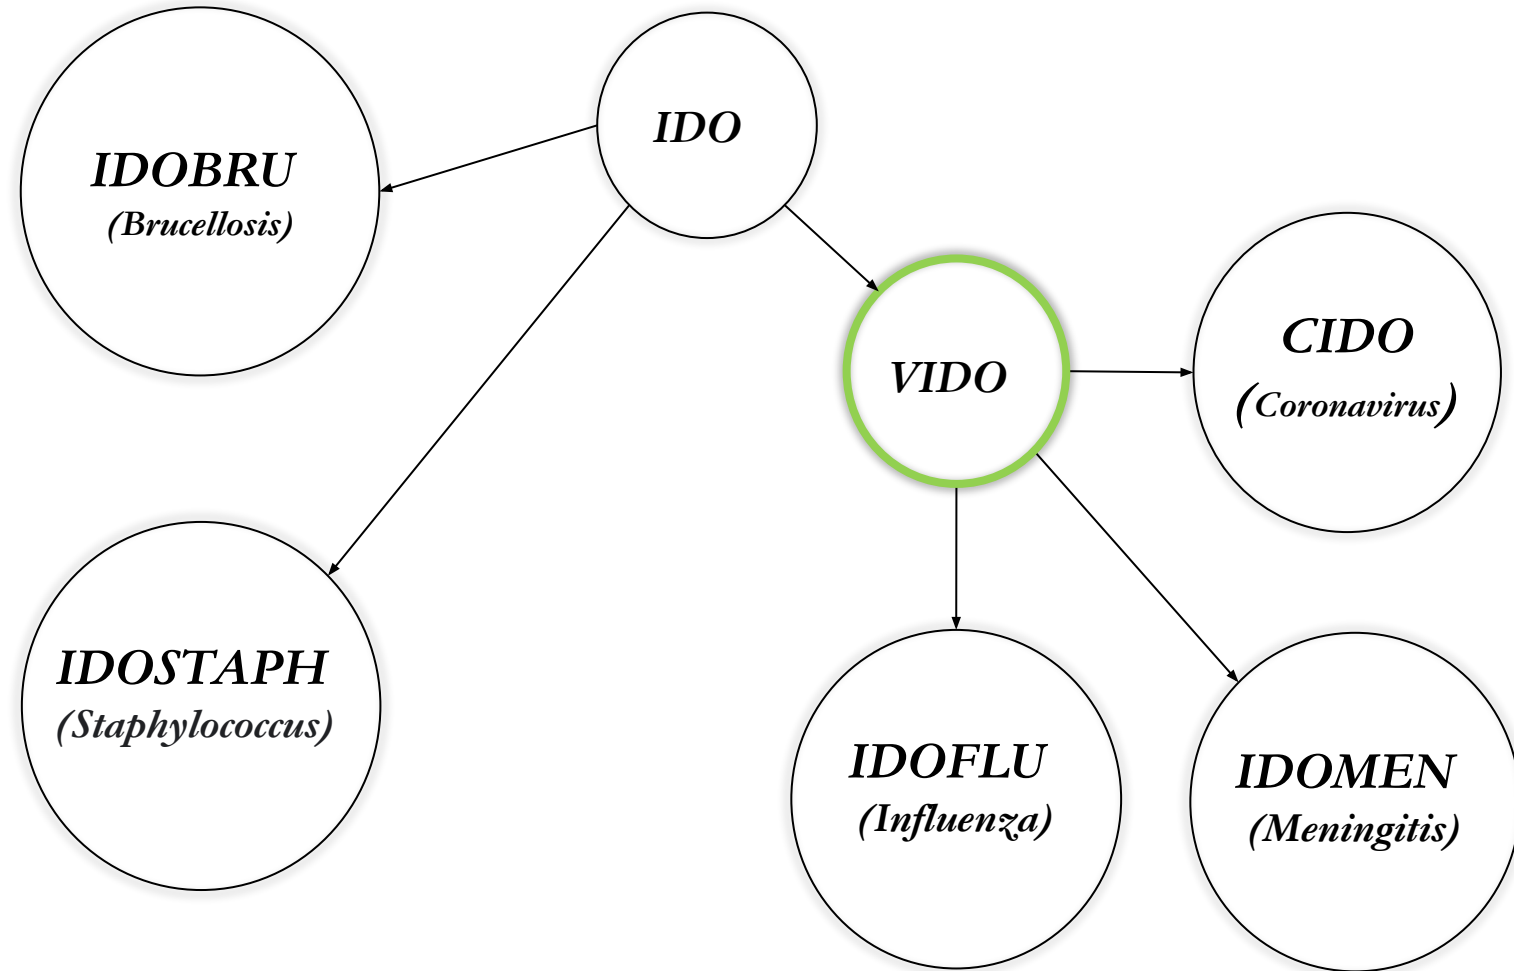 IDO
IDOBRU
(Brucellosis)
VIDO
CIDO
(Coronavirus)
IDOSTAPH
(Staphylococcus)
IDOFLU
(Influenza)
IDOMEN
(Meningitis)